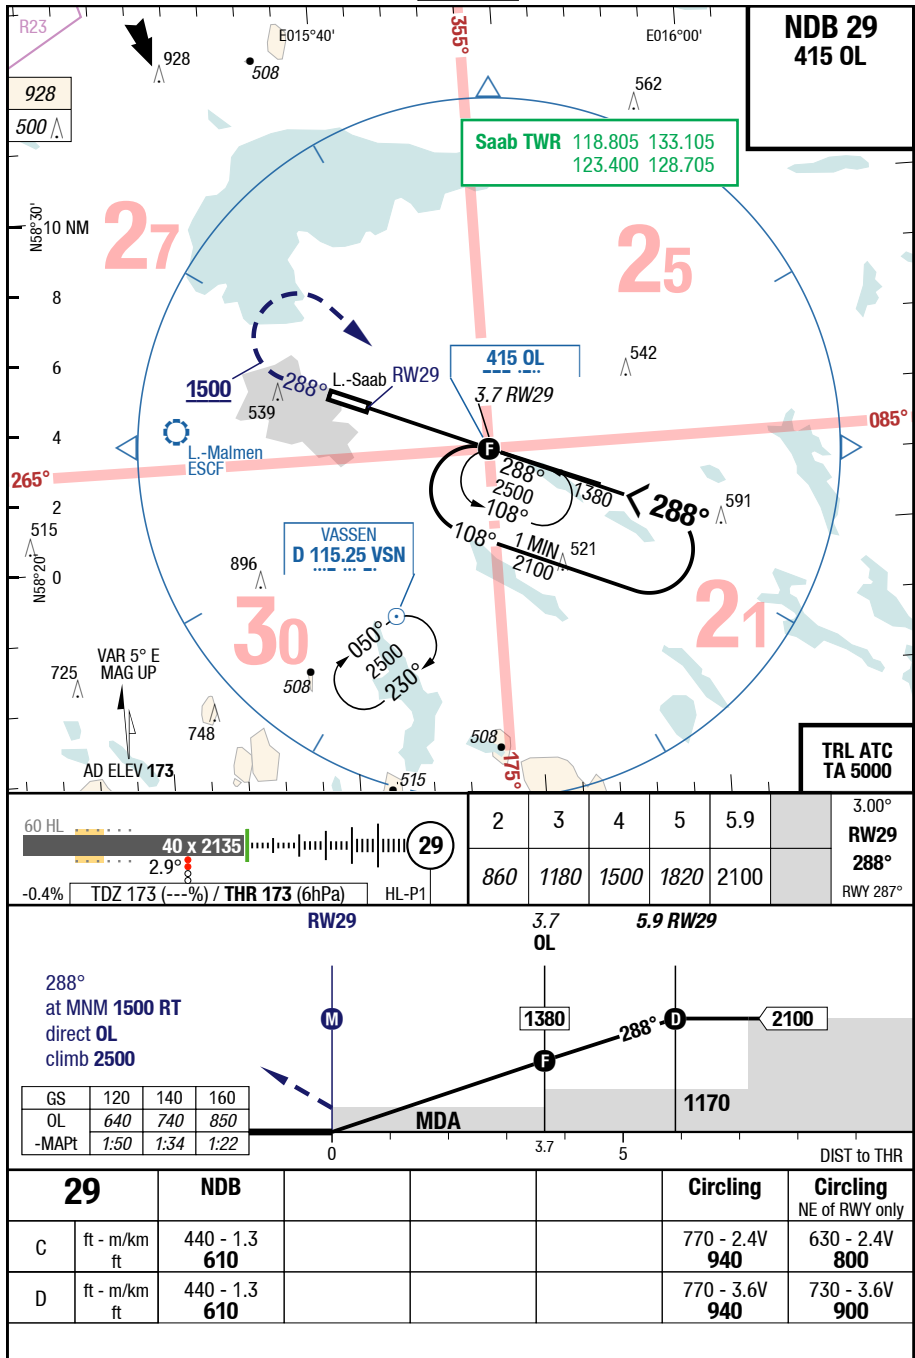 NDB 29
415 OL
R23
E015°40'
E016°00'
355°
928
508
562
928
500
Saab TWR 118.805 133.105
123.400 128.705
N58°30'
10 NM
27
25
8
6
4
2
0
N58°20'
542
415 OL
3.7 RW29
1500
288°
L.-Saab
RW29
539
085°
L.-Malmen
ESCF
265°
288°
2500
108°
1380
288°
591
108°
1 MIN
2100
521
515
VASSEN
D 115.25 VSN
896
30
21
050°
2500
230°
VAR 5° E
MAG UP
725
508
748
508
175°
AD ELEV 173
515
TRL ATC
TA 5000
60 HL
40 x 2135
29
2.9°
-0.4%
TDZ 173 (---%) / THR 173 (6hPa)
HL-P1
2 3 4 5 5.9
860 1180 1500 1820 2100
3.00°
RW29
288°
RWY 287°
RW29
3.7
OL
5.9 RW29
288°
at MNM 1500 RT
direct OL
climb 2500
M
1380
F
288°
D
2100
1170
MDA
GS 120 140 160
OL 640 740 850
-MAPt 1:50 1:34 1:22
0
3.7
5
DIST to THR
29 NDB Circling Circling
NE of RWY only
C ft - m/km 440 - 1.3 770 - 2.4V 630 - 2.4V
ft 610 940 800
D ft - m/km 440 - 1.3 770 - 3.6V 730 - 3.6V
ft 610 940 900